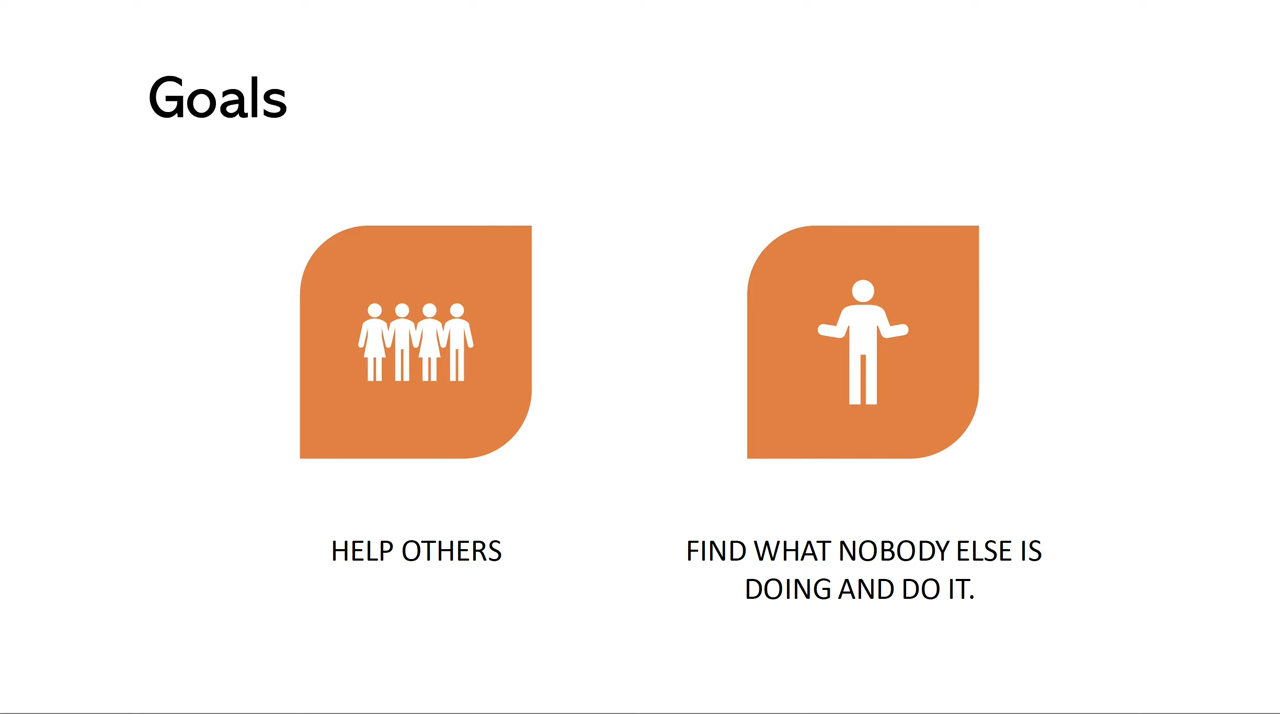 Goals
HELP OTHERS
FIND WHAT NOBODY ELSE IS
DOING AND DO IT.